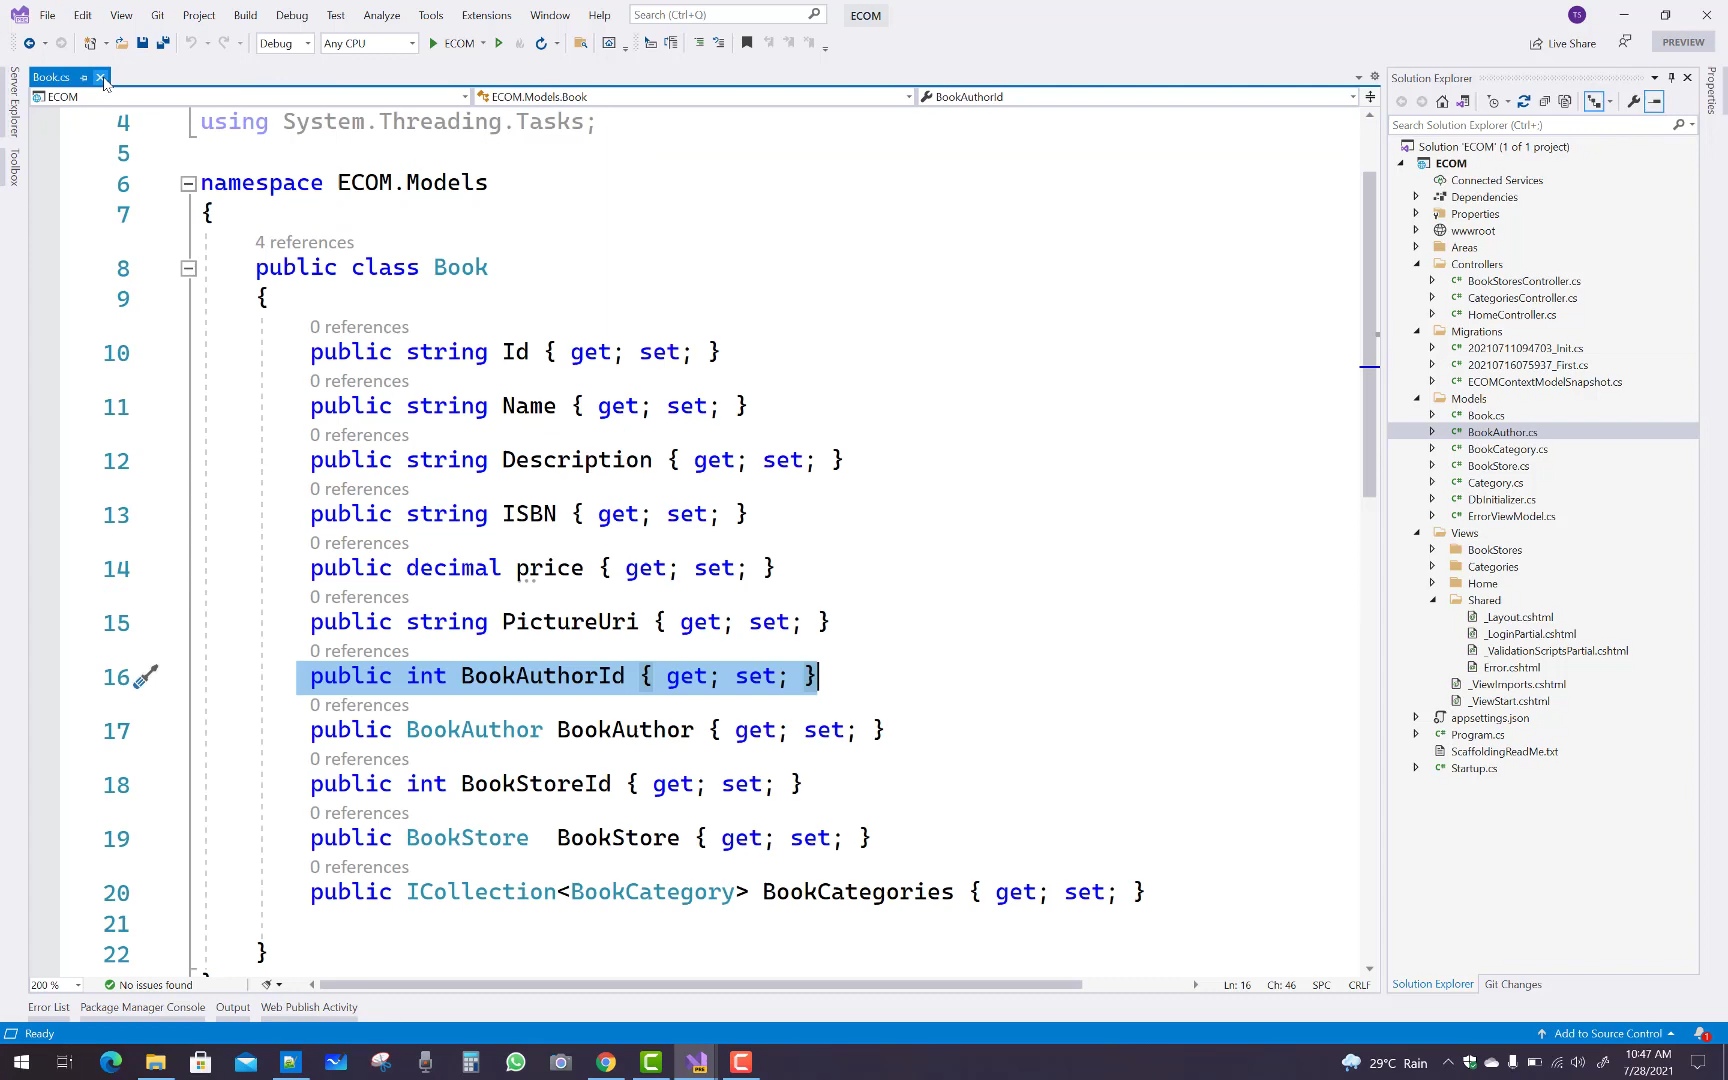 File Edit View Git Project Build Debug Test Analyze Tools Extensions Window Help Search (Ctrl+Q) ECOM TS
Debug Any CPU ECOM Live Share PREVIEW
Server Explorer
Toolbox
Book.cs
ECOM ECOM.Models.Book BookAuthorId
4 using System.Threading.Tasks;
5
6 namespace ECOM.Models
7 {
4 references
8 public class Book
9 {
0 references
10 public string Id { get; set; }
0 references
11 public string Name { get; set; }
0 references
12 public string Description { get; set; }
0 references
13 public string ISBN { get; set; }
0 references
14 public decimal price { get; set; }
0 references
15 public string PictureUri { get; set; }
0 references
16 public int BookAuthorId { get; set; }
0 references
17 public BookAuthor BookAuthor { get; set; }
0 references
18 public int BookStoreId { get; set; }
0 references
19 public BookStore BookStore { get; set; }
0 references
20 public ICollection<BookCategory> BookCategories { get; set; }
21
22 }
200 % No issues found Ln: 16 Ch: 46 SPC CRLF
Solution Explorer
Search Solution Explorer (Ctrl+;)
Solution 'ECOM' (1 of 1 project)
ECOM
Connected Services
Dependencies
Properties
wwwroot
Areas
Controllers
C# BookStoresController.cs
C# CategoriesController.cs
C# HomeController.cs
Migrations
C# 20210711094703_Init.cs
C# 20210716075937_First.cs
C# ECOMContextModelSnapshot.cs
Models
C# Book.cs
C# BookAuthor.cs
C# BookCategory.cs
C# BookStore.cs
C# Category.cs
C# DbInitializer.cs
C# ErrorViewModel.cs
Views
BookStores
Categories
Home
Shared
_Layout.cshtml
_LoginPartial.cshtml
_ValidationScriptsPartial.cshtml
Error.cshtml
_ViewImports.cshtml
_ViewStart.cshtml
appsettings.json
C# Program.cs
ScaffoldingReadMe.txt
C# Startup.cs
Solution Explorer Git Changes
Properties
Error List Package Manager Console Output Web Publish Activity
Ready Add to Source Control 1
29°C Rain 10:47 AM
7/28/2021